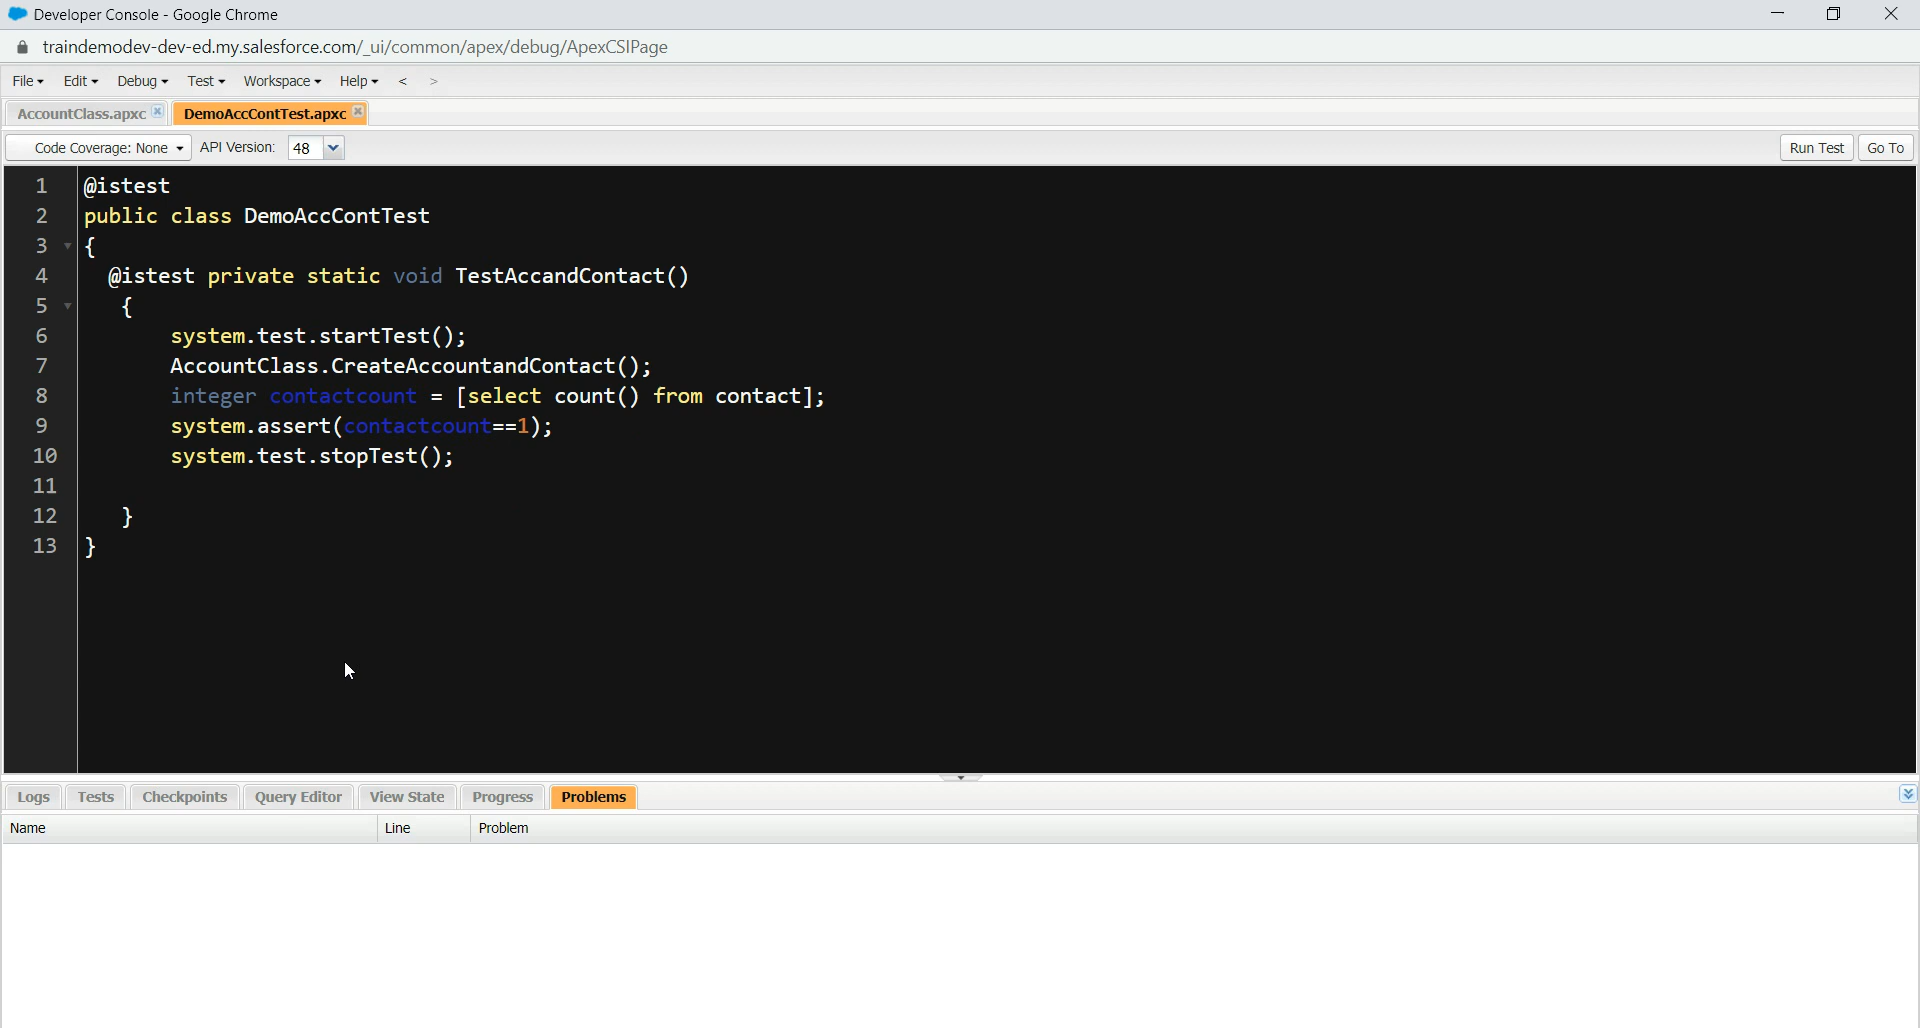 Developer Console - Google Chrome
traindemodev-dev-ed.my.salesforce.com/_ui/common/apex/debug/ApexCSIPage
File Edit Debug Test Workspace Help < >
AccountClass.apxc DemoAccContTest.apxc
Code Coverage: None API Version: 48 Run Test Go To
1 @istest
2 public class DemoAccContTest
3 {
4 @istest private static void TestAccandContact()
5 {
6 system.test.startTest();
7 AccountClass.CreateAccountandContact();
8 integer contactcount = [select count() from contact];
9 system.assert(contactcount==1);
10 system.test.stopTest();
11
12 }
13 }
Logs Tests Checkpoints Query Editor View State Progress Problems
Name Line Problem